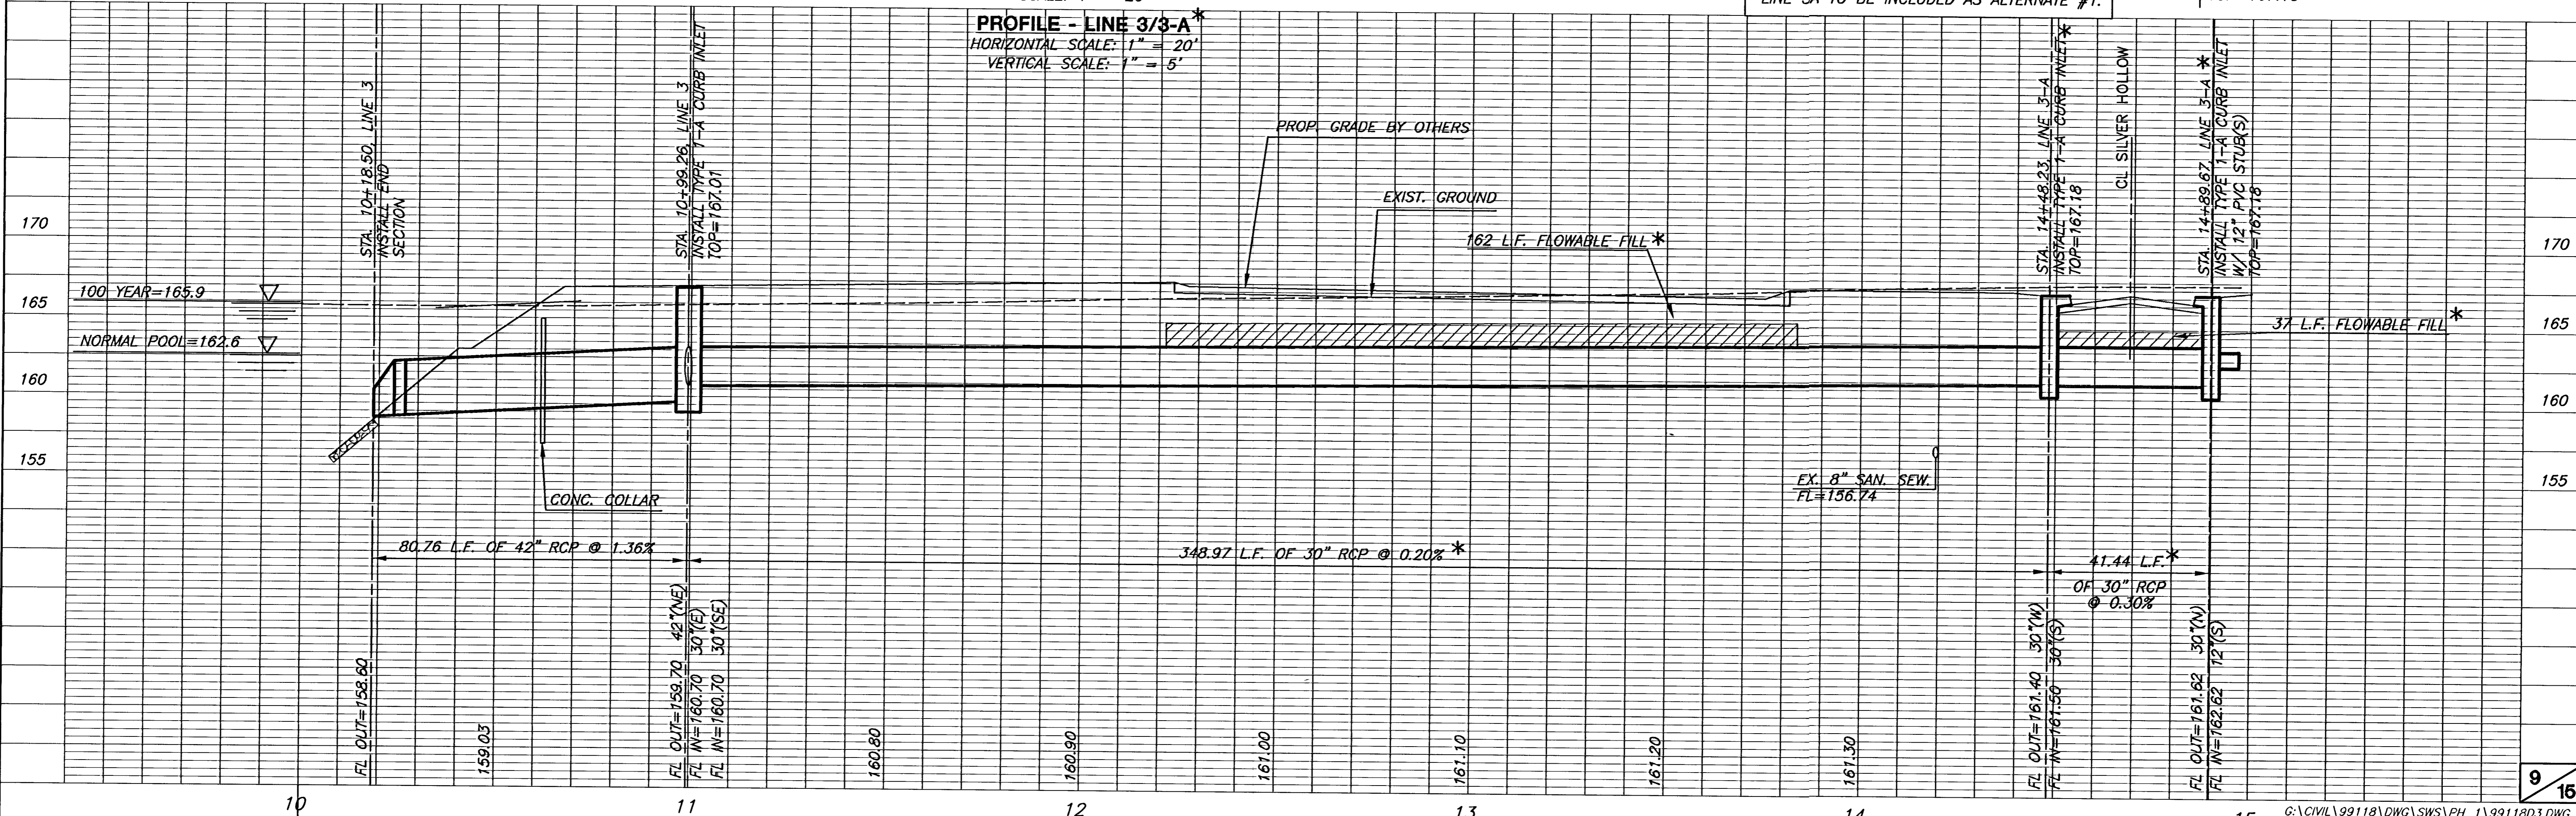 PROFILE - LINE 3/3-A*
HORIZONTAL SCALE: 1" = 20'
VERTICAL SCALE: 1" = 5'
LINE 3A TO BE INCLUDED AS ALTERNATE #1.
STA. 10+18.50, LINE 3
INSTALL END
SECTION
STA. 10+99.26, LINE 3
INSTALL TYPE 1-A CURB INLET
TOP=167.01
STA. 14+48.23, LINE 3-A
INSTALL TYPE 1-A CURB INLET*
TOP=167.18
CL SILVER HOLLOW
STA. 14+89.67, LINE 3-A *
INSTALL TYPE 1-A CURB INLET
W/ 12" PVC STUB(S)
TOP=167.18
PROP. GRADE BY OTHERS
EXIST. GROUND
162 L.F. FLOWABLE FILL*
37 L.F. FLOWABLE FILL*
170
165
160
155
170
165
160
155
100 YEAR=165.9
NORMAL POOL=162.6
CONC. COLLAR
EX. 8" SAN. SEW.
FL=156.74
80.76 L.F. OF 42" RCP @ 1.36%
348.97 L.F. OF 30" RCP @ 0.20% *
41.44 L.F.*
OF 30" RCP
@ 0.30%
FL OUT=158.60
159.03
FL OUT=159.70 42"(NE)
FL IN=160.70 30"(E)
FL IN=160.70 30"(SE)
160.80
160.90
161.00
161.10
161.20
161.30
FL OUT=161.40 30"(W)
FL IN=161.50 30"(S)
FL OUT=161.62 30"(N)
FL IN=162.62 12"(S)
10
11
12
13
14
9/15
G:\CIVIL\99118\DWG\SWS\PH_1\99118D3.DWG